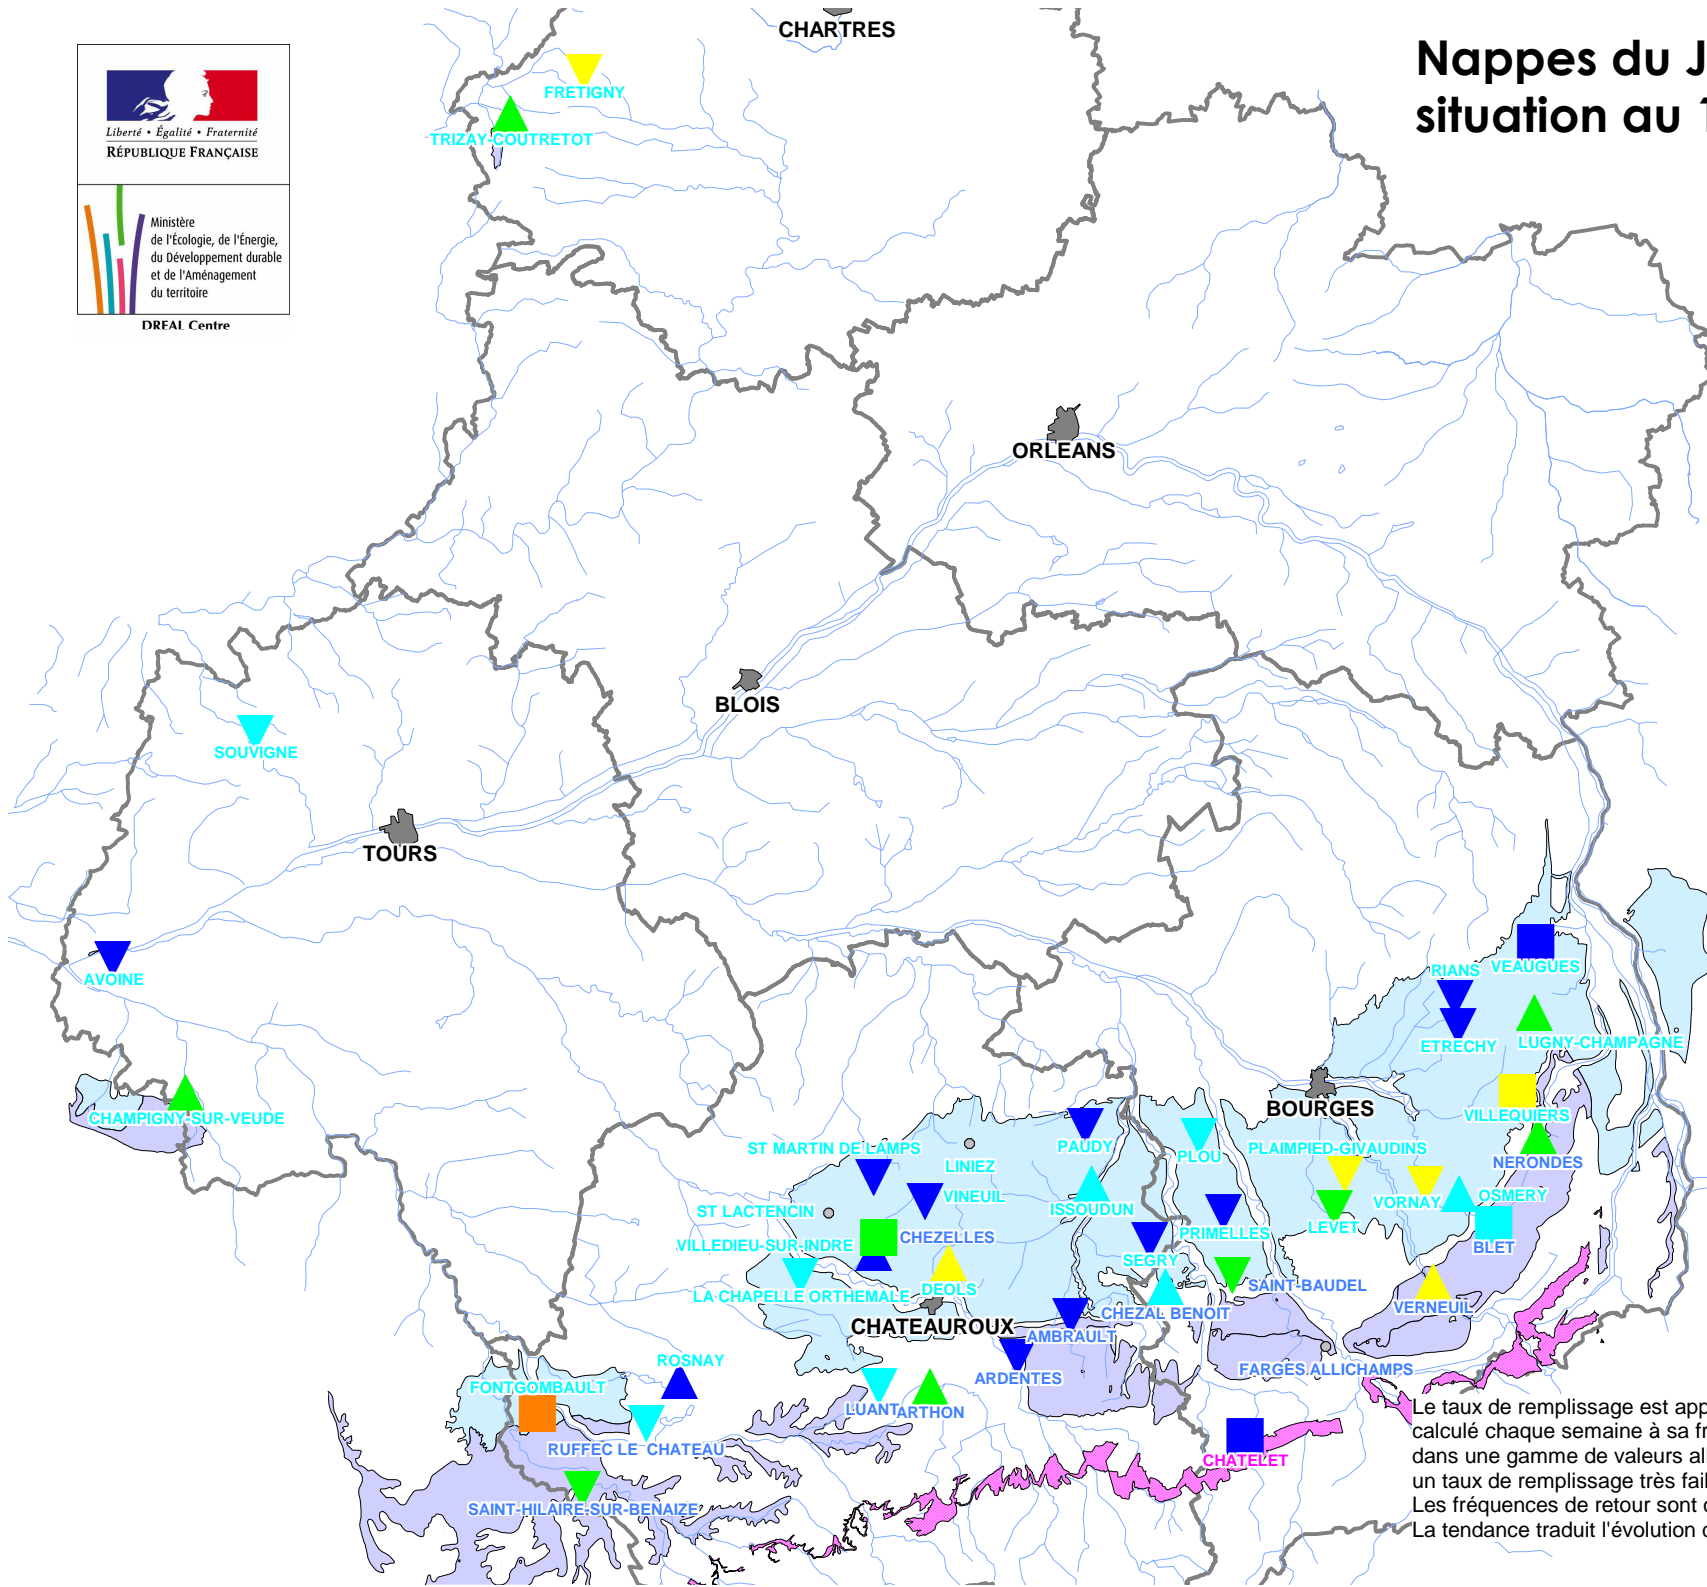 Nappes du J
situation au 1
Liberté • Égalité • Fraternité
RÉPUBLIQUE FRANÇAISE
Ministère
de l'Écologie, de l'Énergie,
du Développement durable
et de l'Aménagement
du territoire
DREAL Centre
CHARTRES
FRETIGNY
TRIZAY-COUTRETOT
ORLEANS
BLOIS
SOUVIGNE
TOURS
AVOINE
CHAMPIGNY-SUR-VEUDE
RIANS
VEAUGUES
ETRECHY
LUGNY-CHAMPAGNE
BOURGES
VILLEQUIERS
NERONDES
ST MARTIN DE LAMPS
LINIEZ
PAUDY
PLOU
PLAIMPIED-GIVAUDINS
VINEUIL
ISSOUDUN
VORNAY
OSMERY
ST LACTENCIN
CHEZELLES
VILLEDIEU-SUR-INDRE
PRIMELLES
LEVET
BLET
SEGRY
LA CHAPELLE ORTHEMALE
DEOLS
CHEZAL BENOIT
SAINT-BAUDEL
VERNEUIL
CHATEAUROUX
AMBRAULT
ARDENTES
FARGES ALLICHAMPS
ROSNAY
FONTGOMBAULT
LUANT
ARTHON
RUFFEC LE CHATEAU
CHATELET
SAINT-HILAIRE-SUR-BENAIZE
Le taux de remplissage est app
calculé chaque semaine à sa fr
dans une gamme de valeurs all
un taux de remplissage très fail
Les fréquences de retour sont c
La tendance traduit l'évolution d